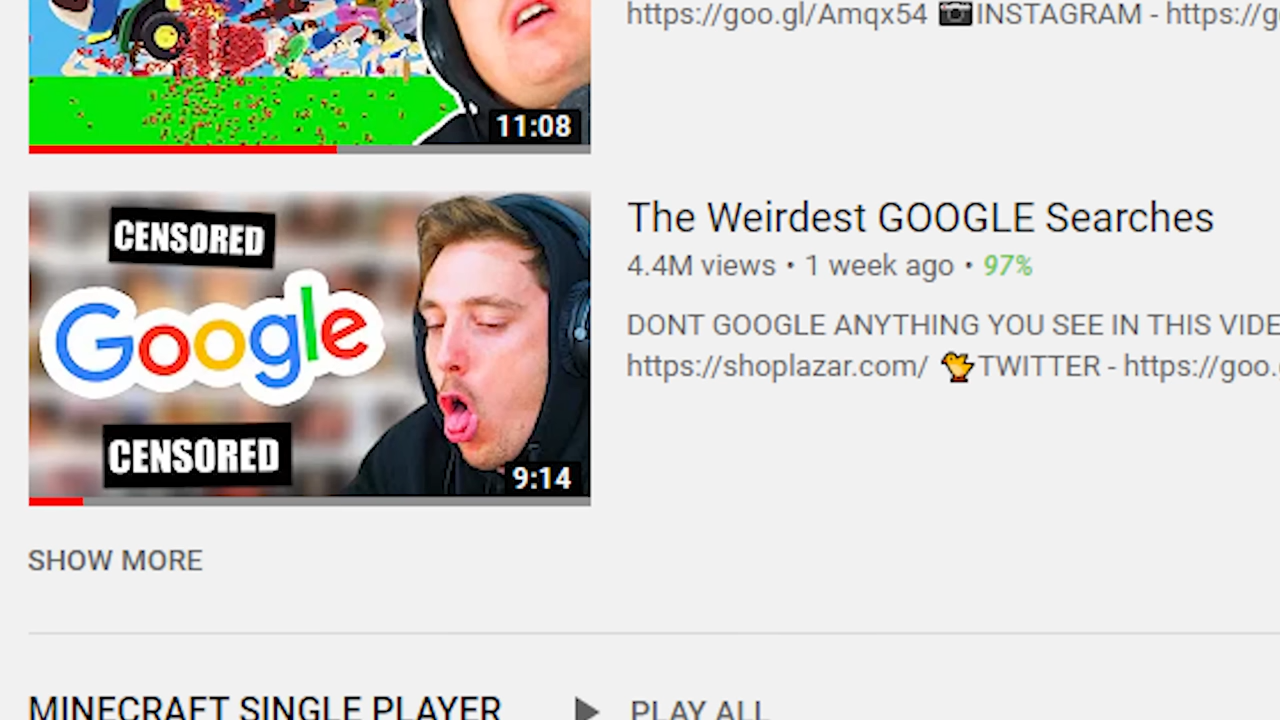 https://goo.gl/Amqx54 📷INSTAGRAM - https://g
11:08
CENSORED
Google
CENSORED
9:14
The Weirdest GOOGLE Searches
4.4M views • 1 week ago • 97%
DONT GOOGLE ANYTHING YOU SEE IN THIS VIDE
https://shoplazar.com/ 🐤TWITTER - https://goo.
SHOW MORE
MINECRAFT SINGLE PLAYER
PLAY ALL